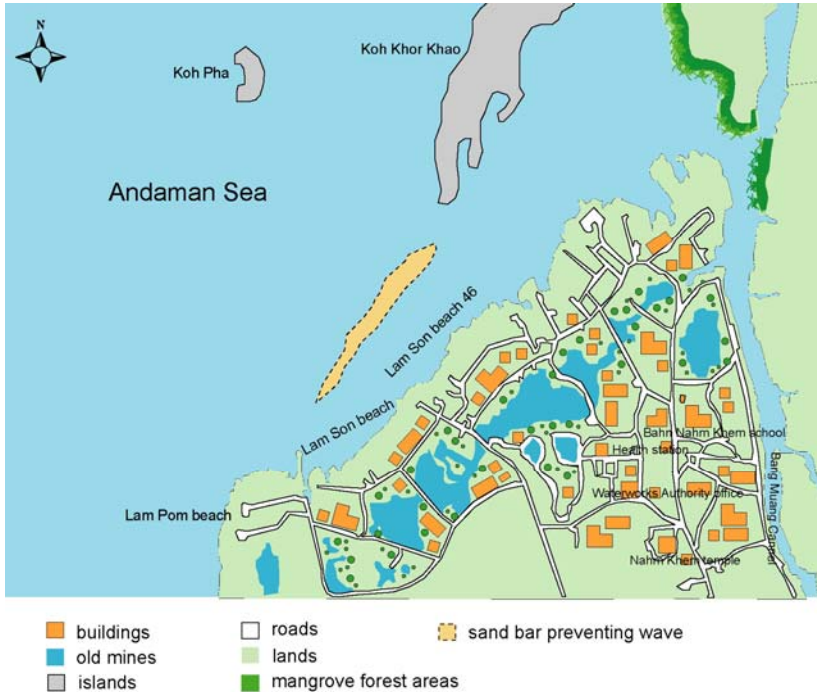 N
Koh Pha
Koh Khor Khao
Andaman Sea
Lam Son beach 46
Lam Son beach
Lam Pom beach
Bahn Nahm Khem school
Health station
Waterworks Authority office
Nahm Khem temple
Bang Muang Cannel
buildings
old mines
islands
roads
lands
mangrove forest areas
sand bar preventing wave